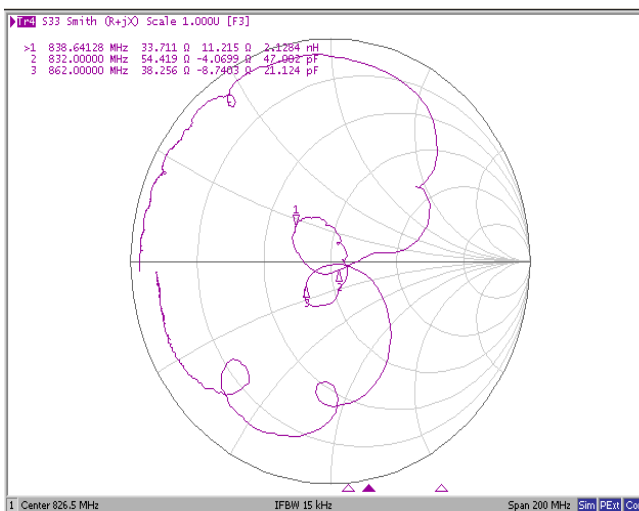 Tr4 S33 Smith (R+jX) Scale 1.000U [F3]
>1 838.64128 MHz 33.711 Ω 11.215 Ω 2.1284 nH
2 832.00000 MHz 54.419 Ω -4.0699 Ω 47.002 pF
3 862.00000 MHz 38.256 Ω -8.7403 Ω 21.124 pF
1
2
3
1 Center 826.5 MHz IFBW 15 kHz Span 200 MHz Sim PExt Co